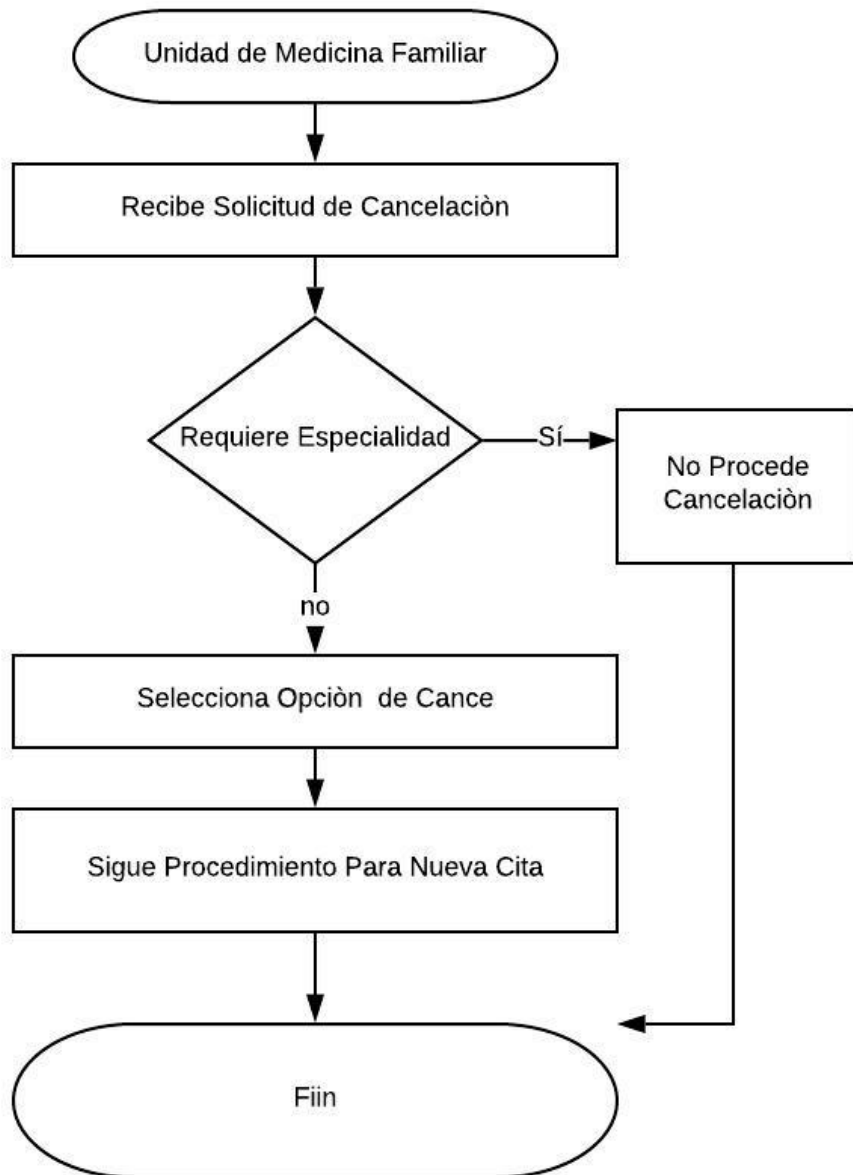 Unidad de Medicina Familiar
Recibe Solicitud de Cancelaciòn
Requiere Especialidad
Sí
No Procede
Cancelaciòn
no
Selecciona Opciòn de Cance
Sigue Procedimiento Para Nueva Cita
Fiin